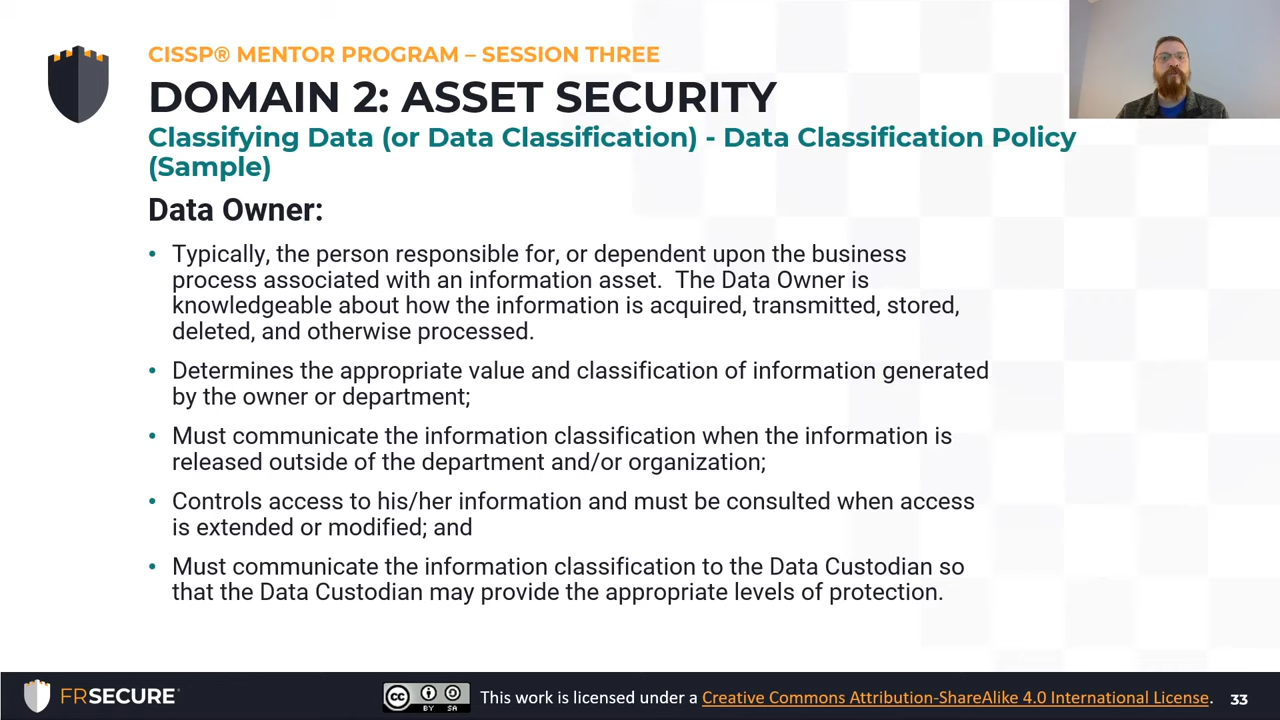 CISSP® MENTOR PROGRAM – SESSION THREE
DOMAIN 2: ASSET SECURITY
Classifying Data (or Data Classification) - Data Classification Policy
(Sample)
Data Owner:
• Typically, the person responsible for, or dependent upon the business
process associated with an information asset.  The Data Owner is
knowledgeable about how the information is acquired, transmitted, stored,
deleted, and otherwise processed.
• Determines the appropriate value and classification of information generated
by the owner or department;
• Must communicate the information classification when the information is
released outside of the department and/or organization;
• Controls access to his/her information and must be consulted when access
is extended or modified; and
• Must communicate the information classification to the Data Custodian so
that the Data Custodian may provide the appropriate levels of protection.
FRSECURE
cc BY SA
This work is licensed under a Creative Commons Attribution-ShareAlike 4.0 International License.
33